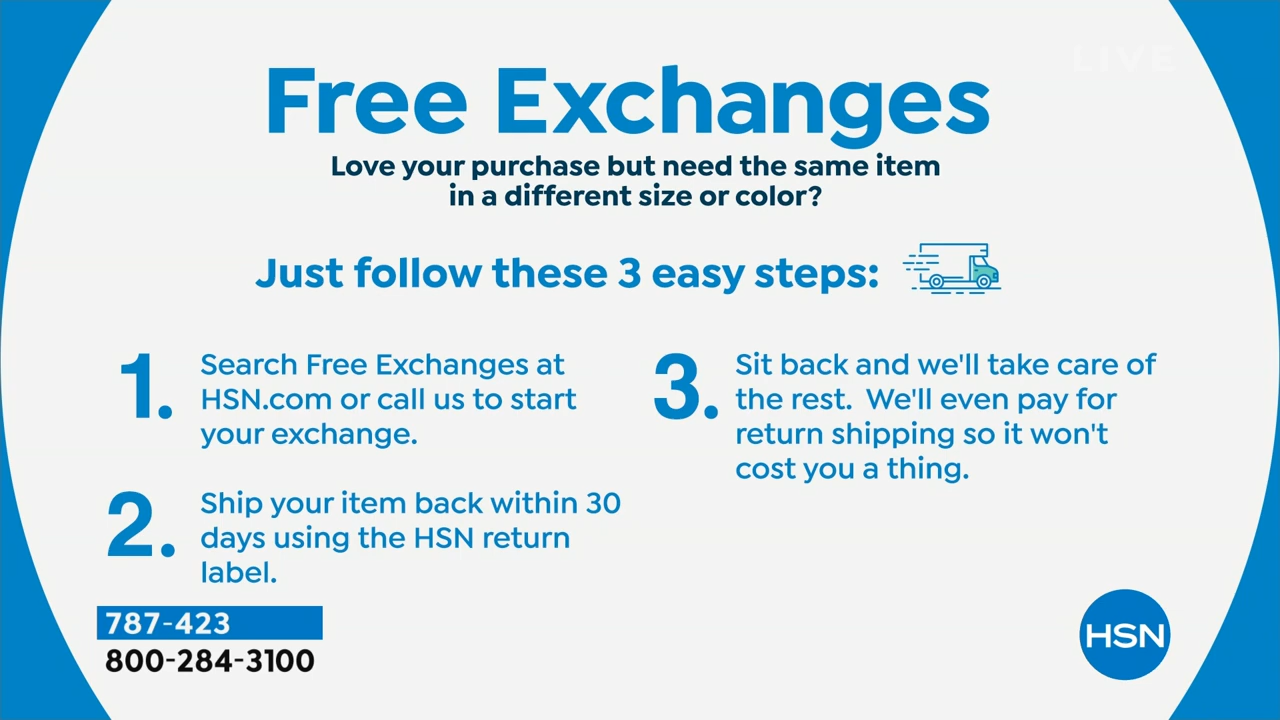 LIVE
Free Exchanges
Love your purchase but need the same item
in a different size or color?
Just follow these 3 easy steps:
1. Search Free Exchanges at
HSN.com or call us to start
your exchange.
2. Ship your item back within 30
days using the HSN return
label.
3. Sit back and we'll take care of
the rest.  We'll even pay for
return shipping so it won't
cost you a thing.
787-423
800-284-3100
HSN